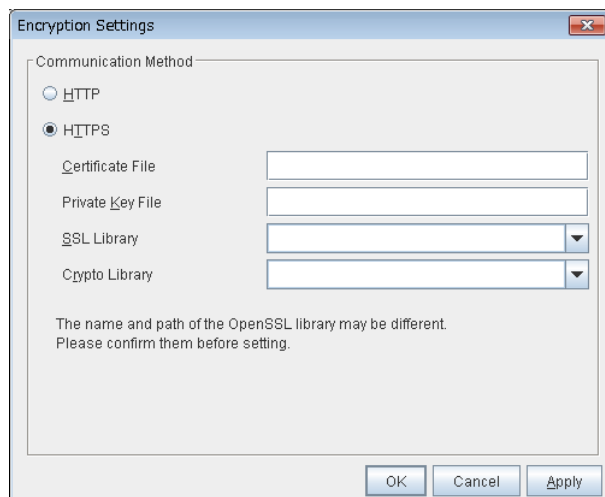 Encryption Settings
Communication Method
HTTP
HTTPS
Certificate File
Private Key File
SSL Library
Crypto Library
The name and path of the OpenSSL library may be different.
Please confirm them before setting.
OK Cancel Apply